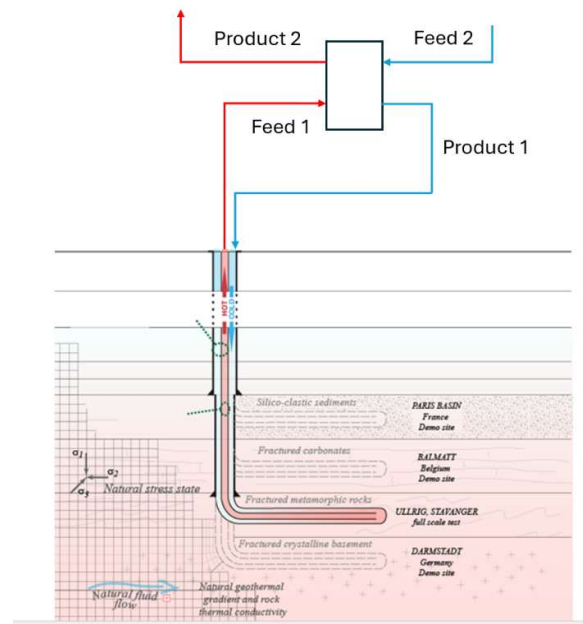 Product 2
Feed 2
Feed 1
Product 1
HOT
COLD
Silico-clastic sediments
PARIS BASIN
France
Demo site
Fractured carbonates
BALMATT
Belgium
Demo site
σ1
σ2
σ3
Natural stress state
Fractured metamorphic rocks
ULLRIG, STAVANGER
full scale test
Fractured crystalline basement
DARMSTADT
Germany
Demo site
Natural fluid
flow
Natural geothermal
gradient and rock
thermal conductivity